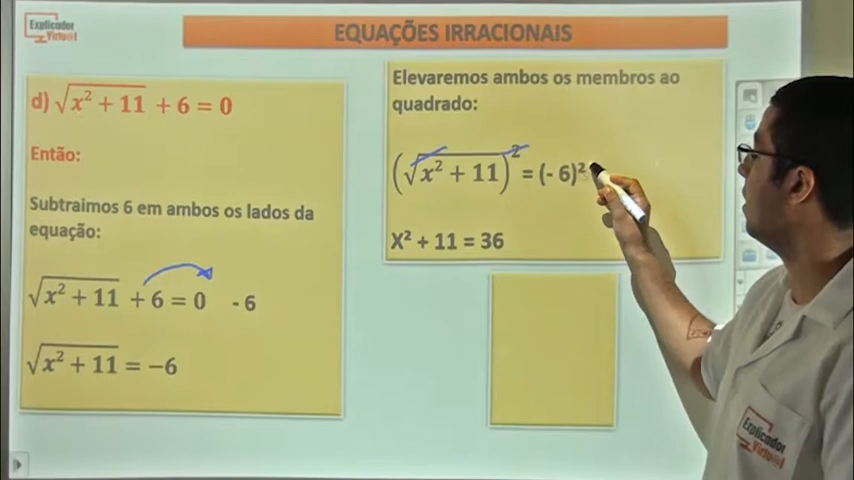 Explicador
Virtual
EQUAÇÕES IRRACIONAIS
d) √x² + 11 + 6 = 0
Então:
Subtraimos 6 em ambos os lados da
equação:
√x² + 11 + 6 = 0 - 6
√x² + 11 = −6
Elevaremos ambos os membros ao
quadrado:
(√x² + 11)² = (- 6)²
X² + 11 = 36
Explicador
Virtual